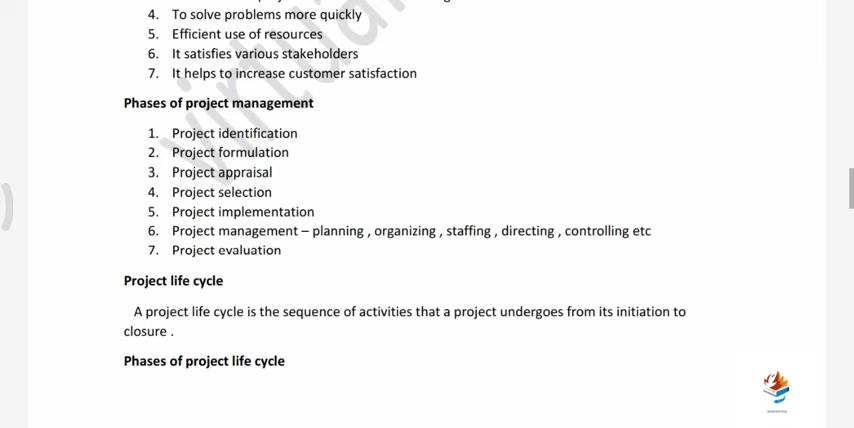 4. To solve problems more quickly
5. Efficient use of resources
6. It satisfies various stakeholders
7. It helps to increase customer satisfaction
Phases of project management
1. Project identification
2. Project formulation
3. Project appraisal
4. Project selection
5. Project implementation
6. Project management – planning , organizing , staffing , directing , controlling etc
7. Project evaluation
Project life cycle
A project life cycle is the sequence of activities that a project undergoes from its initiation to
closure .
Phases of project life cycle